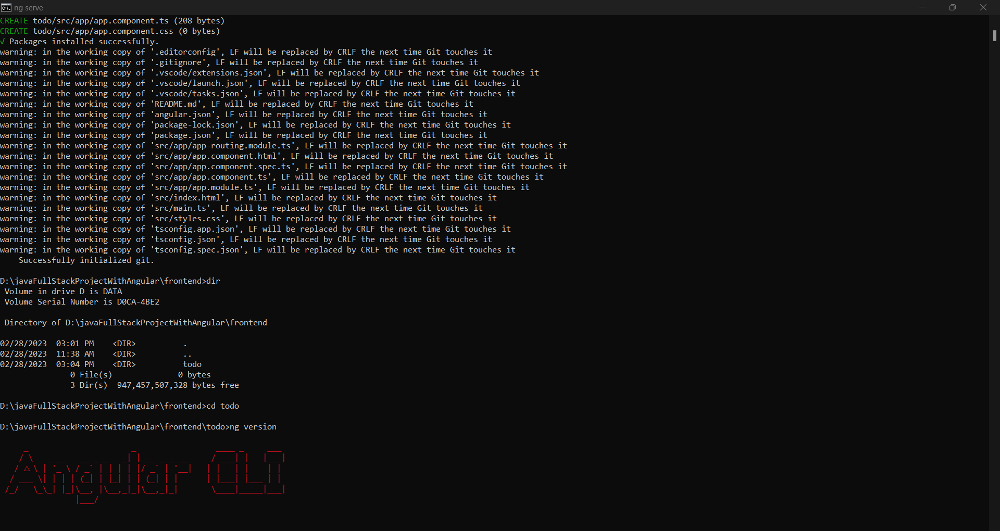 ng serve
CREATE todo/src/app/app.component.ts (208 bytes)
CREATE todo/src/app/app.component.css (0 bytes)
√ Packages installed successfully.
warning: in the working copy of '.editorconfig', LF will be replaced by CRLF the next time Git touches it
warning: in the working copy of '.gitignore', LF will be replaced by CRLF the next time Git touches it
warning: in the working copy of '.vscode/extensions.json', LF will be replaced by CRLF the next time Git touches it
warning: in the working copy of '.vscode/launch.json', LF will be replaced by CRLF the next time Git touches it
warning: in the working copy of '.vscode/tasks.json', LF will be replaced by CRLF the next time Git touches it
warning: in the working copy of 'README.md', LF will be replaced by CRLF the next time Git touches it
warning: in the working copy of 'angular.json', LF will be replaced by CRLF the next time Git touches it
warning: in the working copy of 'package-lock.json', LF will be replaced by CRLF the next time Git touches it
warning: in the working copy of 'package.json', LF will be replaced by CRLF the next time Git touches it
warning: in the working copy of 'src/app/app-routing.module.ts', LF will be replaced by CRLF the next time Git touches it
warning: in the working copy of 'src/app/app.component.html', LF will be replaced by CRLF the next time Git touches it
warning: in the working copy of 'src/app/app.component.spec.ts', LF will be replaced by CRLF the next time Git touches it
warning: in the working copy of 'src/app/app.component.ts', LF will be replaced by CRLF the next time Git touches it
warning: in the working copy of 'src/app/app.module.ts', LF will be replaced by CRLF the next time Git touches it
warning: in the working copy of 'src/index.html', LF will be replaced by CRLF the next time Git touches it
warning: in the working copy of 'src/main.ts', LF will be replaced by CRLF the next time Git touches it
warning: in the working copy of 'src/styles.css', LF will be replaced by CRLF the next time Git touches it
warning: in the working copy of 'tsconfig.app.json', LF will be replaced by CRLF the next time Git touches it
warning: in the working copy of 'tsconfig.json', LF will be replaced by CRLF the next time Git touches it
warning: in the working copy of 'tsconfig.spec.json', LF will be replaced by CRLF the next time Git touches it
    Successfully initialized git.
D:\javaFullStackProjectWithAngular\frontend>dir
 Volume in drive D is DATA
 Volume Serial Number is D0CA-4BE2
 Directory of D:\javaFullStackProjectWithAngular\frontend
02/28/2023  03:01 PM    <DIR>          .
02/28/2023  11:38 AM    <DIR>          ..
02/28/2023  03:04 PM    <DIR>          todo
               0 File(s)              0 bytes
               3 Dir(s)  947,457,507,328 bytes free
D:\javaFullStackProjectWithAngular\frontend>cd todo
D:\javaFullStackProjectWithAngular\frontend\todo>ng version
Angular CLI